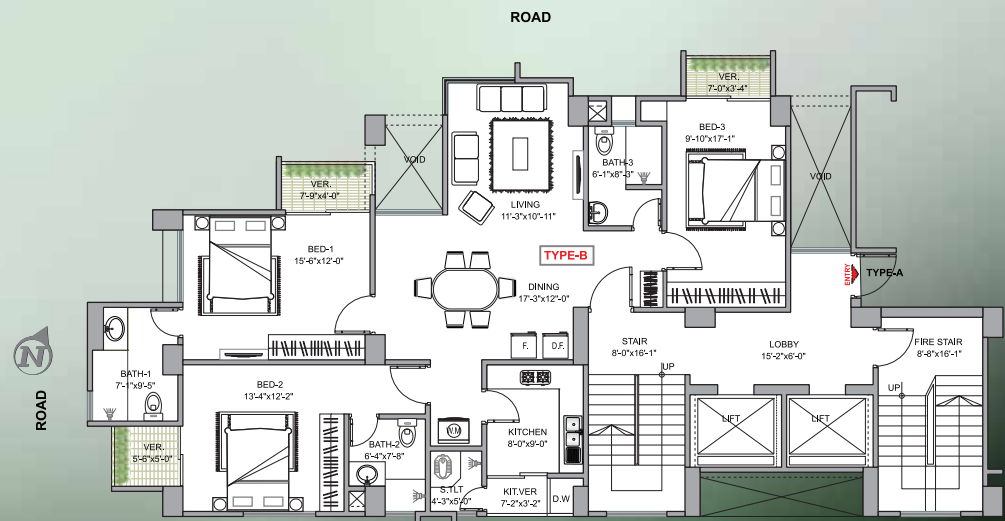 ROAD
VER.
7'-0"x3'-4"
BED-3
9'-10"x17'-1"
VOID
BATH-3
6'-1"x8'-3"
VOID
VER.
7'-9"x4'-0"
LIVING
11'-3"x10'-11"
BED-1
15'-6"x12'-0"
TYPE-B
ENTRY
TYPE-A
DINING
17'-3"x12'-0"
F.
D.F.
STAIR
8'-0"x16'-1"
LOBBY
15'-2"x6'-0"
FIRE STAIR
8'-8"x16'-1"
N
ROAD
BATH-1
7'-1"x9'-5"
UP
UP
BED-2
13'-4"x12'-2"
W.M
KITCHEN
8'-0"x9'-0"
LIFT
LIFT
VER.
5'-6"x5'-0"
BATH-2
6'-4"x7'-8"
S.TLT
4'-3"x5'-0"
KIT.VER
7'-2"x3'-2"
D.W